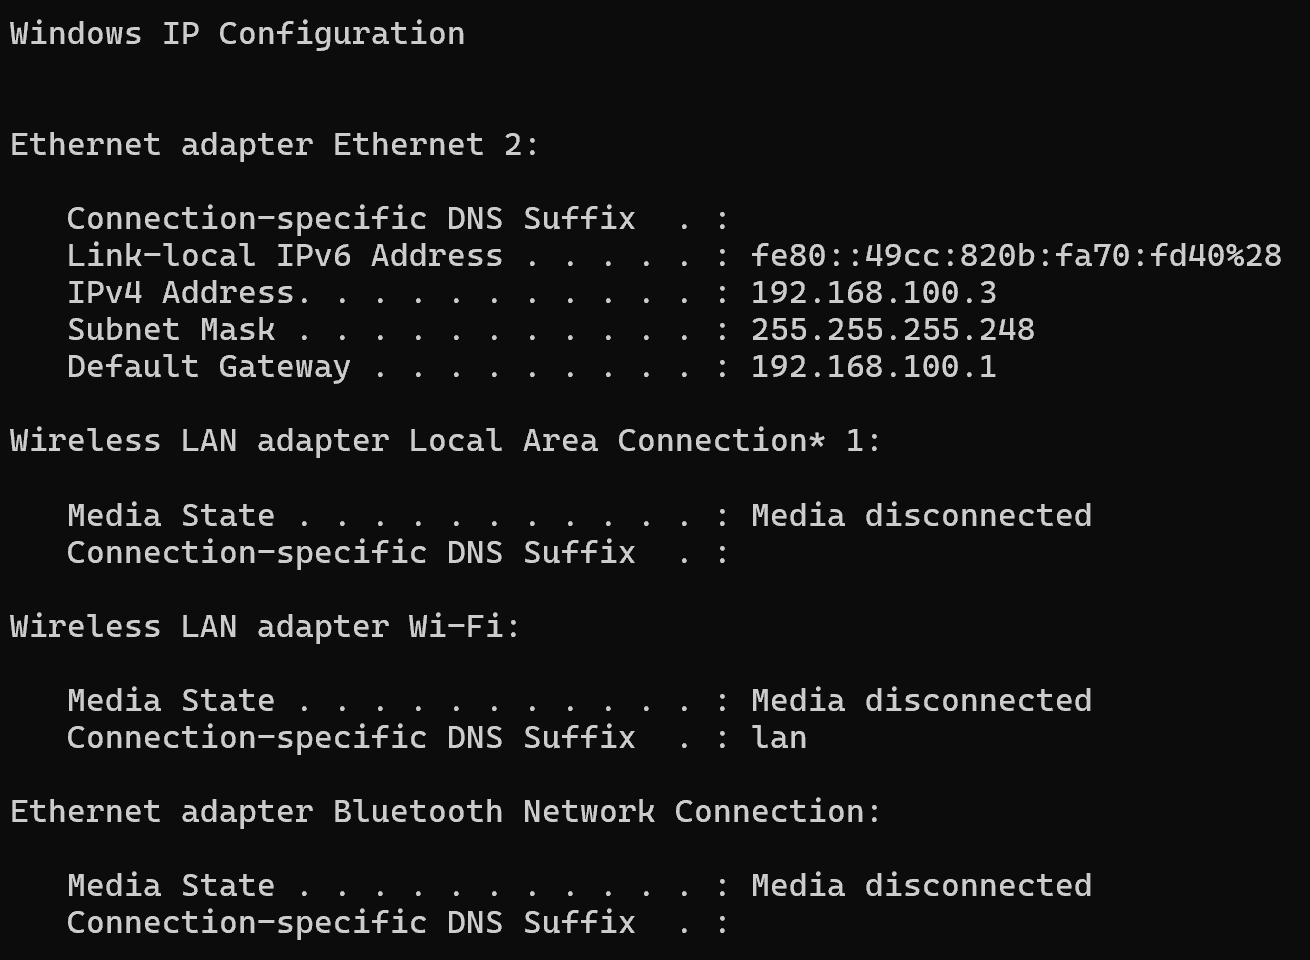 Windows IP Configuration
Ethernet adapter Ethernet 2:
Connection-specific DNS Suffix  . :
Link-local IPv6 Address . . . . . : fe80::49cc:820b:fa70:fd40%28
IPv4 Address. . . . . . . . . . . : 192.168.100.3
Subnet Mask . . . . . . . . . . . : 255.255.255.248
Default Gateway . . . . . . . . . : 192.168.100.1
Wireless LAN adapter Local Area Connection* 1:
Media State . . . . . . . . . . . : Media disconnected
Connection-specific DNS Suffix  . :
Wireless LAN adapter Wi-Fi:
Media State . . . . . . . . . . . : Media disconnected
Connection-specific DNS Suffix  . : lan
Ethernet adapter Bluetooth Network Connection:
Media State . . . . . . . . . . . : Media disconnected
Connection-specific DNS Suffix  . :